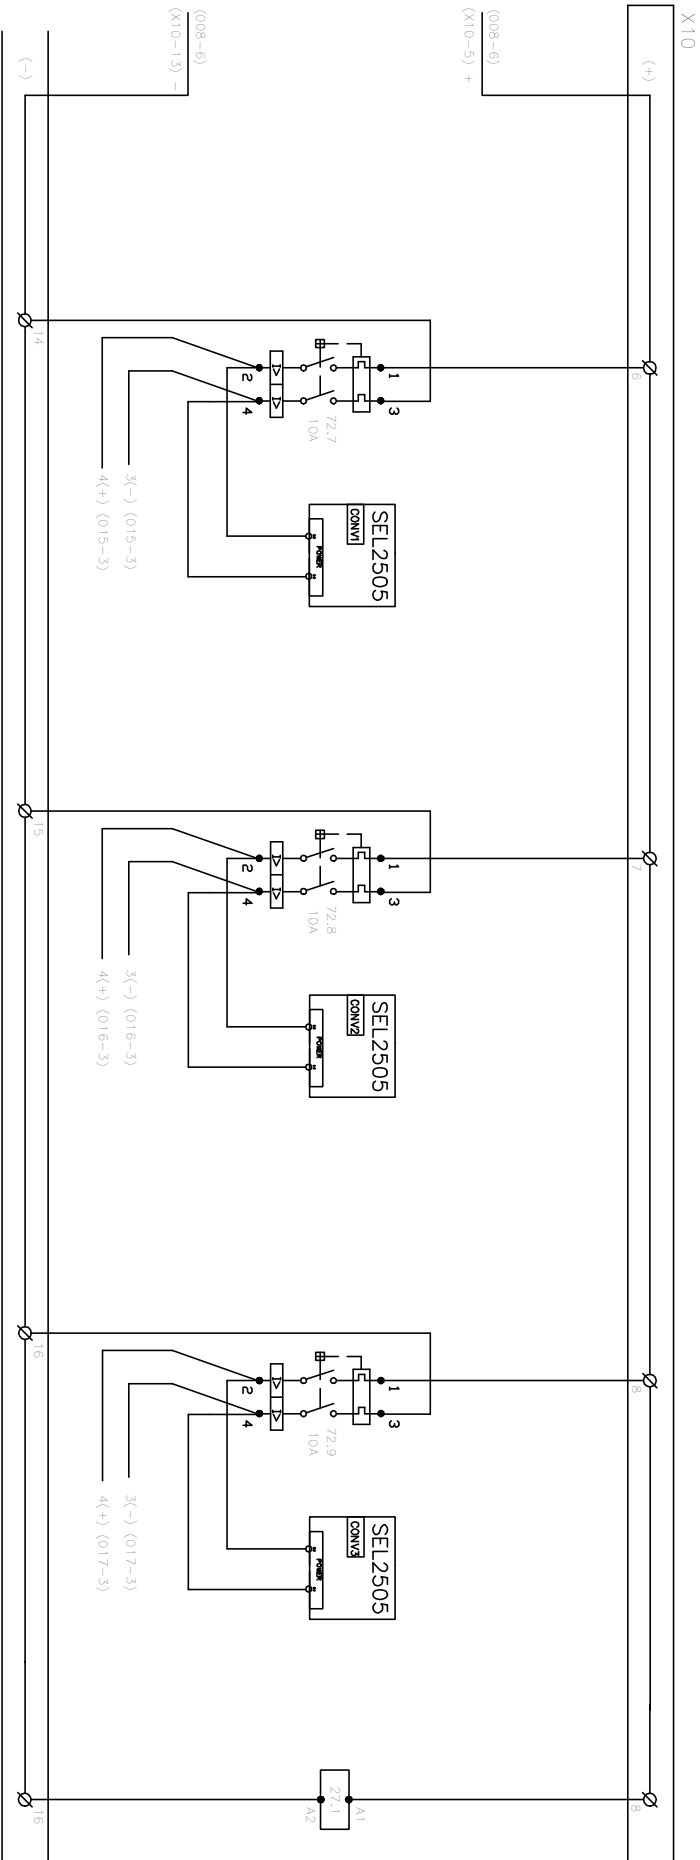 X10
(+)
(008-6)
(X10-5) +
(008-6)
(X10-13) -
(-)
6
14
1
3
72.7
10A
2
4
3(-) (015-3)
4(+) (015-3)
SEL2505
CONV1
POWER
7
15
1
3
72.8
10A
2
4
3(-) (016-3)
4(+) (016-3)
SEL2505
CONV2
POWER
8
16
1
3
72.9
10A
2
4
3(-) (017-3)
4(+) (017-3)
SEL2505
CONV3
POWER
8
A1
27.1
A2
16